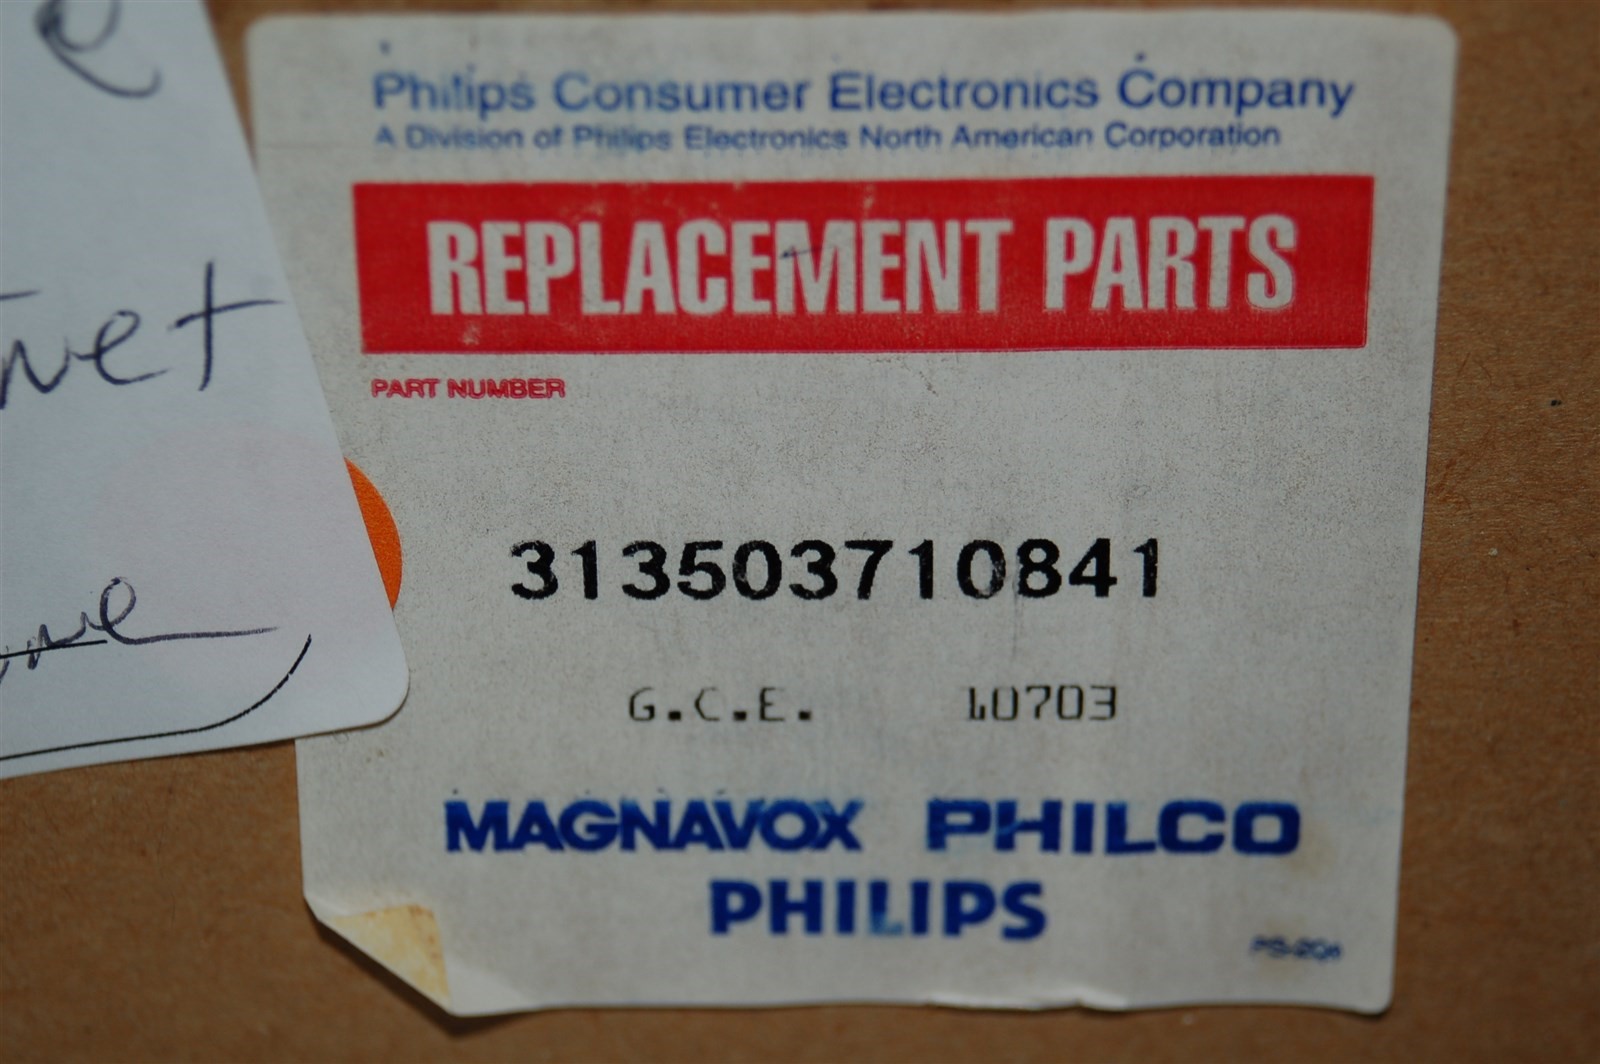 Philips Consumer Electronics Company
A Division of Philips Electronics North American Corporation
REPLACEMENT PARTS
PART NUMBER
313503710841
G.C.E. 10703
MAGNAVOX PHILCO
PHILIPS